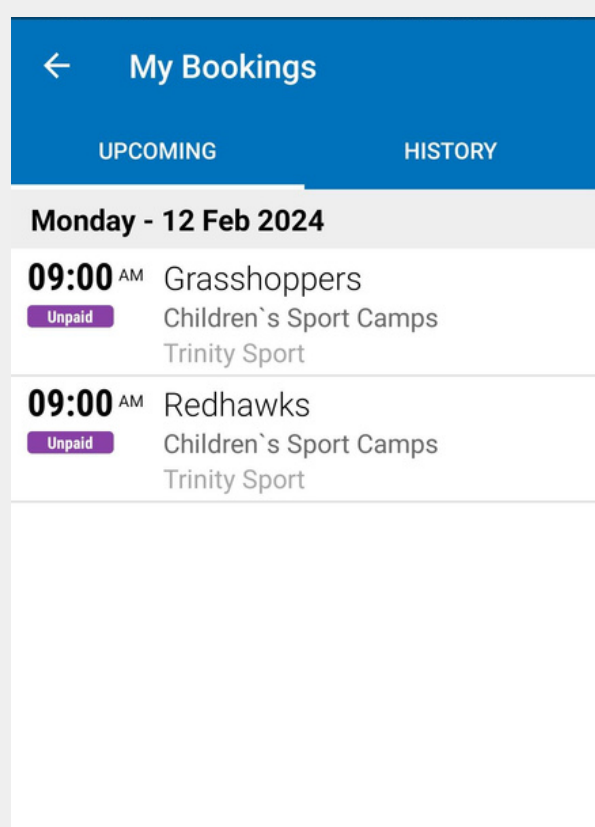 My Bookings
UPCOMING HISTORY
Monday - 12 Feb 2024
09:00 AM Grasshoppers
Unpaid Children`s Sport Camps
Trinity Sport
09:00 AM Redhawks
Unpaid Children`s Sport Camps
Trinity Sport